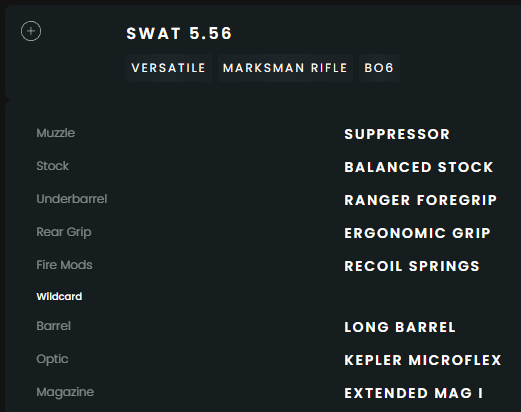 SWAT 5.56
VERSATILE MARKSMAN RIFLE BO6
Muzzle SUPPRESSOR
Stock BALANCED STOCK
Underbarrel RANGER FOREGRIP
Rear Grip ERGONOMIC GRIP
Fire Mods RECOIL SPRINGS
Wildcard
Barrel LONG BARREL
Optic KEPLER MICROFLEX
Magazine EXTENDED MAG I